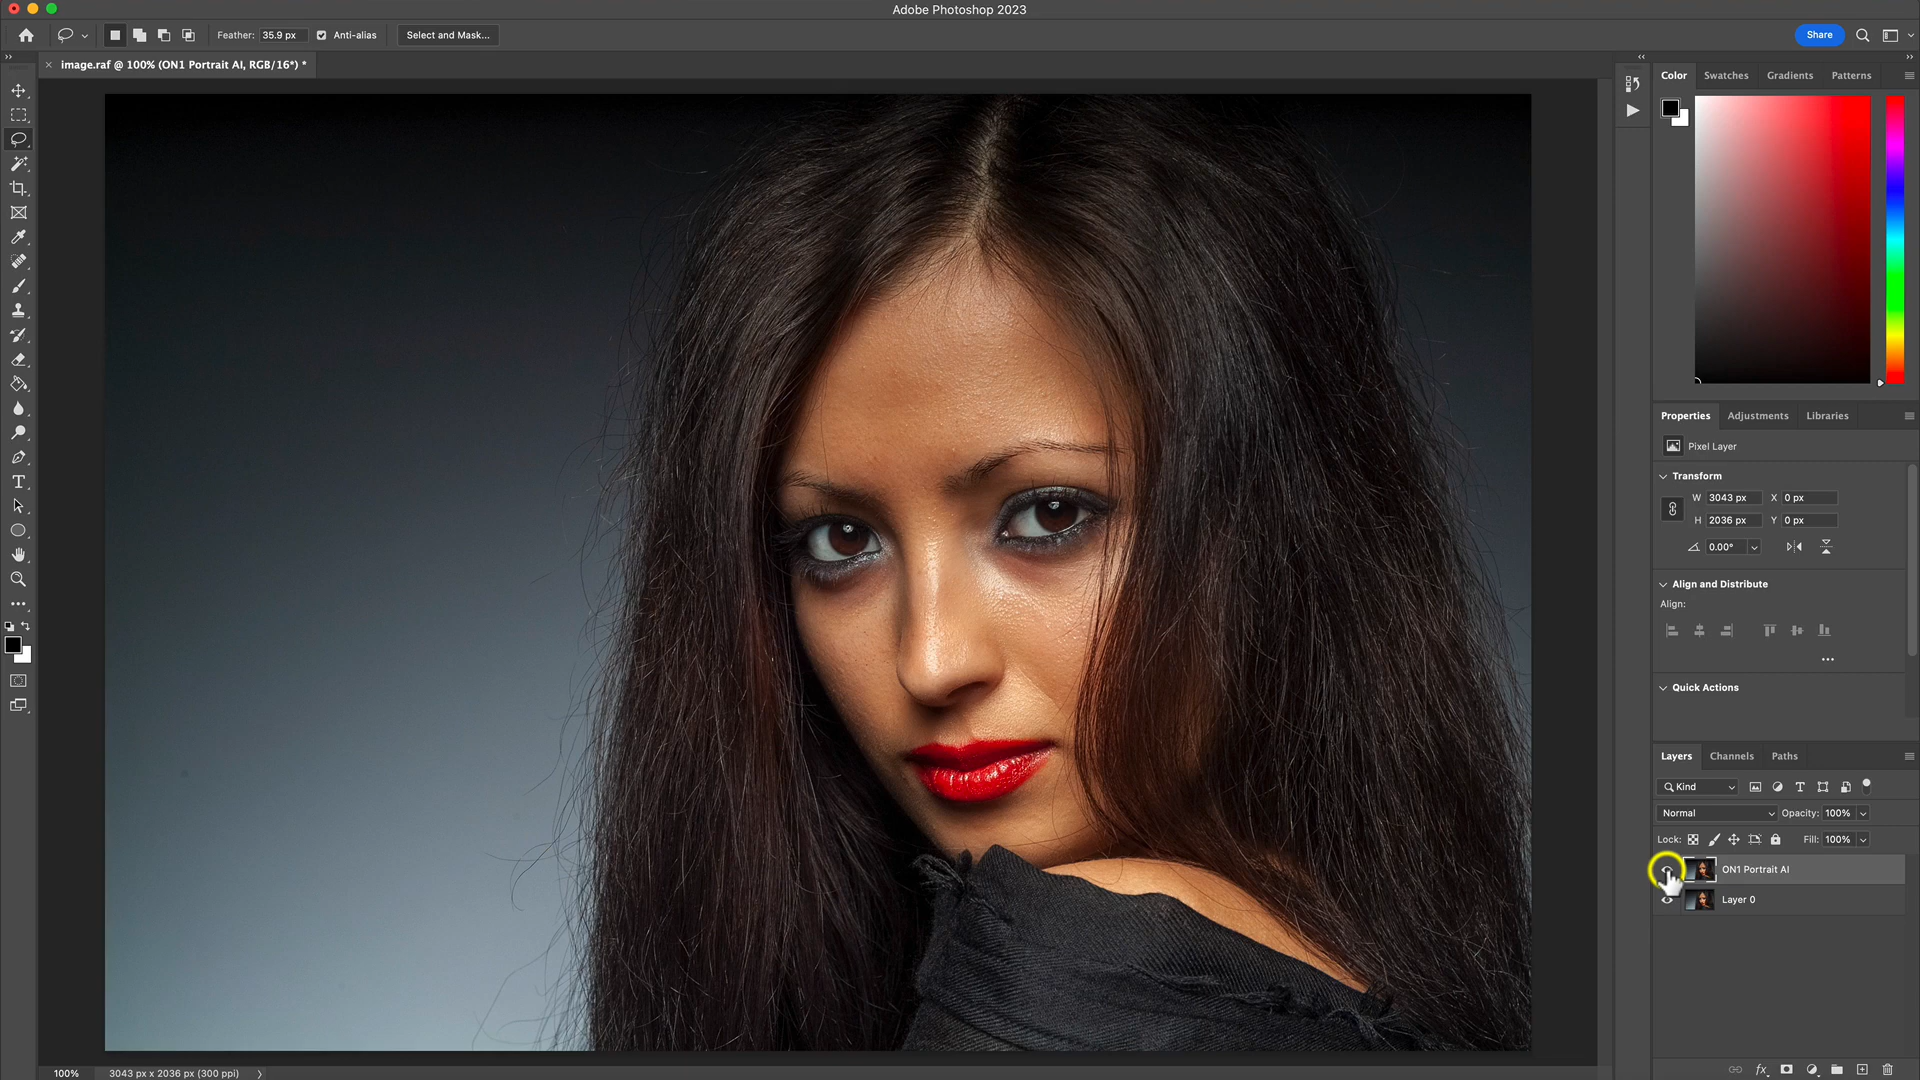 Adobe Photoshop 2023
Feather: 35.9 px Anti-alias Select and Mask... Share
image.raf @ 100% (ON1 Portrait AI, RGB/16*) *
Color Swatches Gradients Patterns
Properties Adjustments Libraries
Pixel Layer
Transform
W 3043 px X 0 px
H 2036 px Y 0 px
0.00°
Align and Distribute
Align:
Quick Actions
Layers Channels Paths
Kind
Normal Opacity: 100%
Lock: Fill: 100%
ON1 Portrait AI
Layer 0
100% 3043 px x 2036 px (300 ppi)